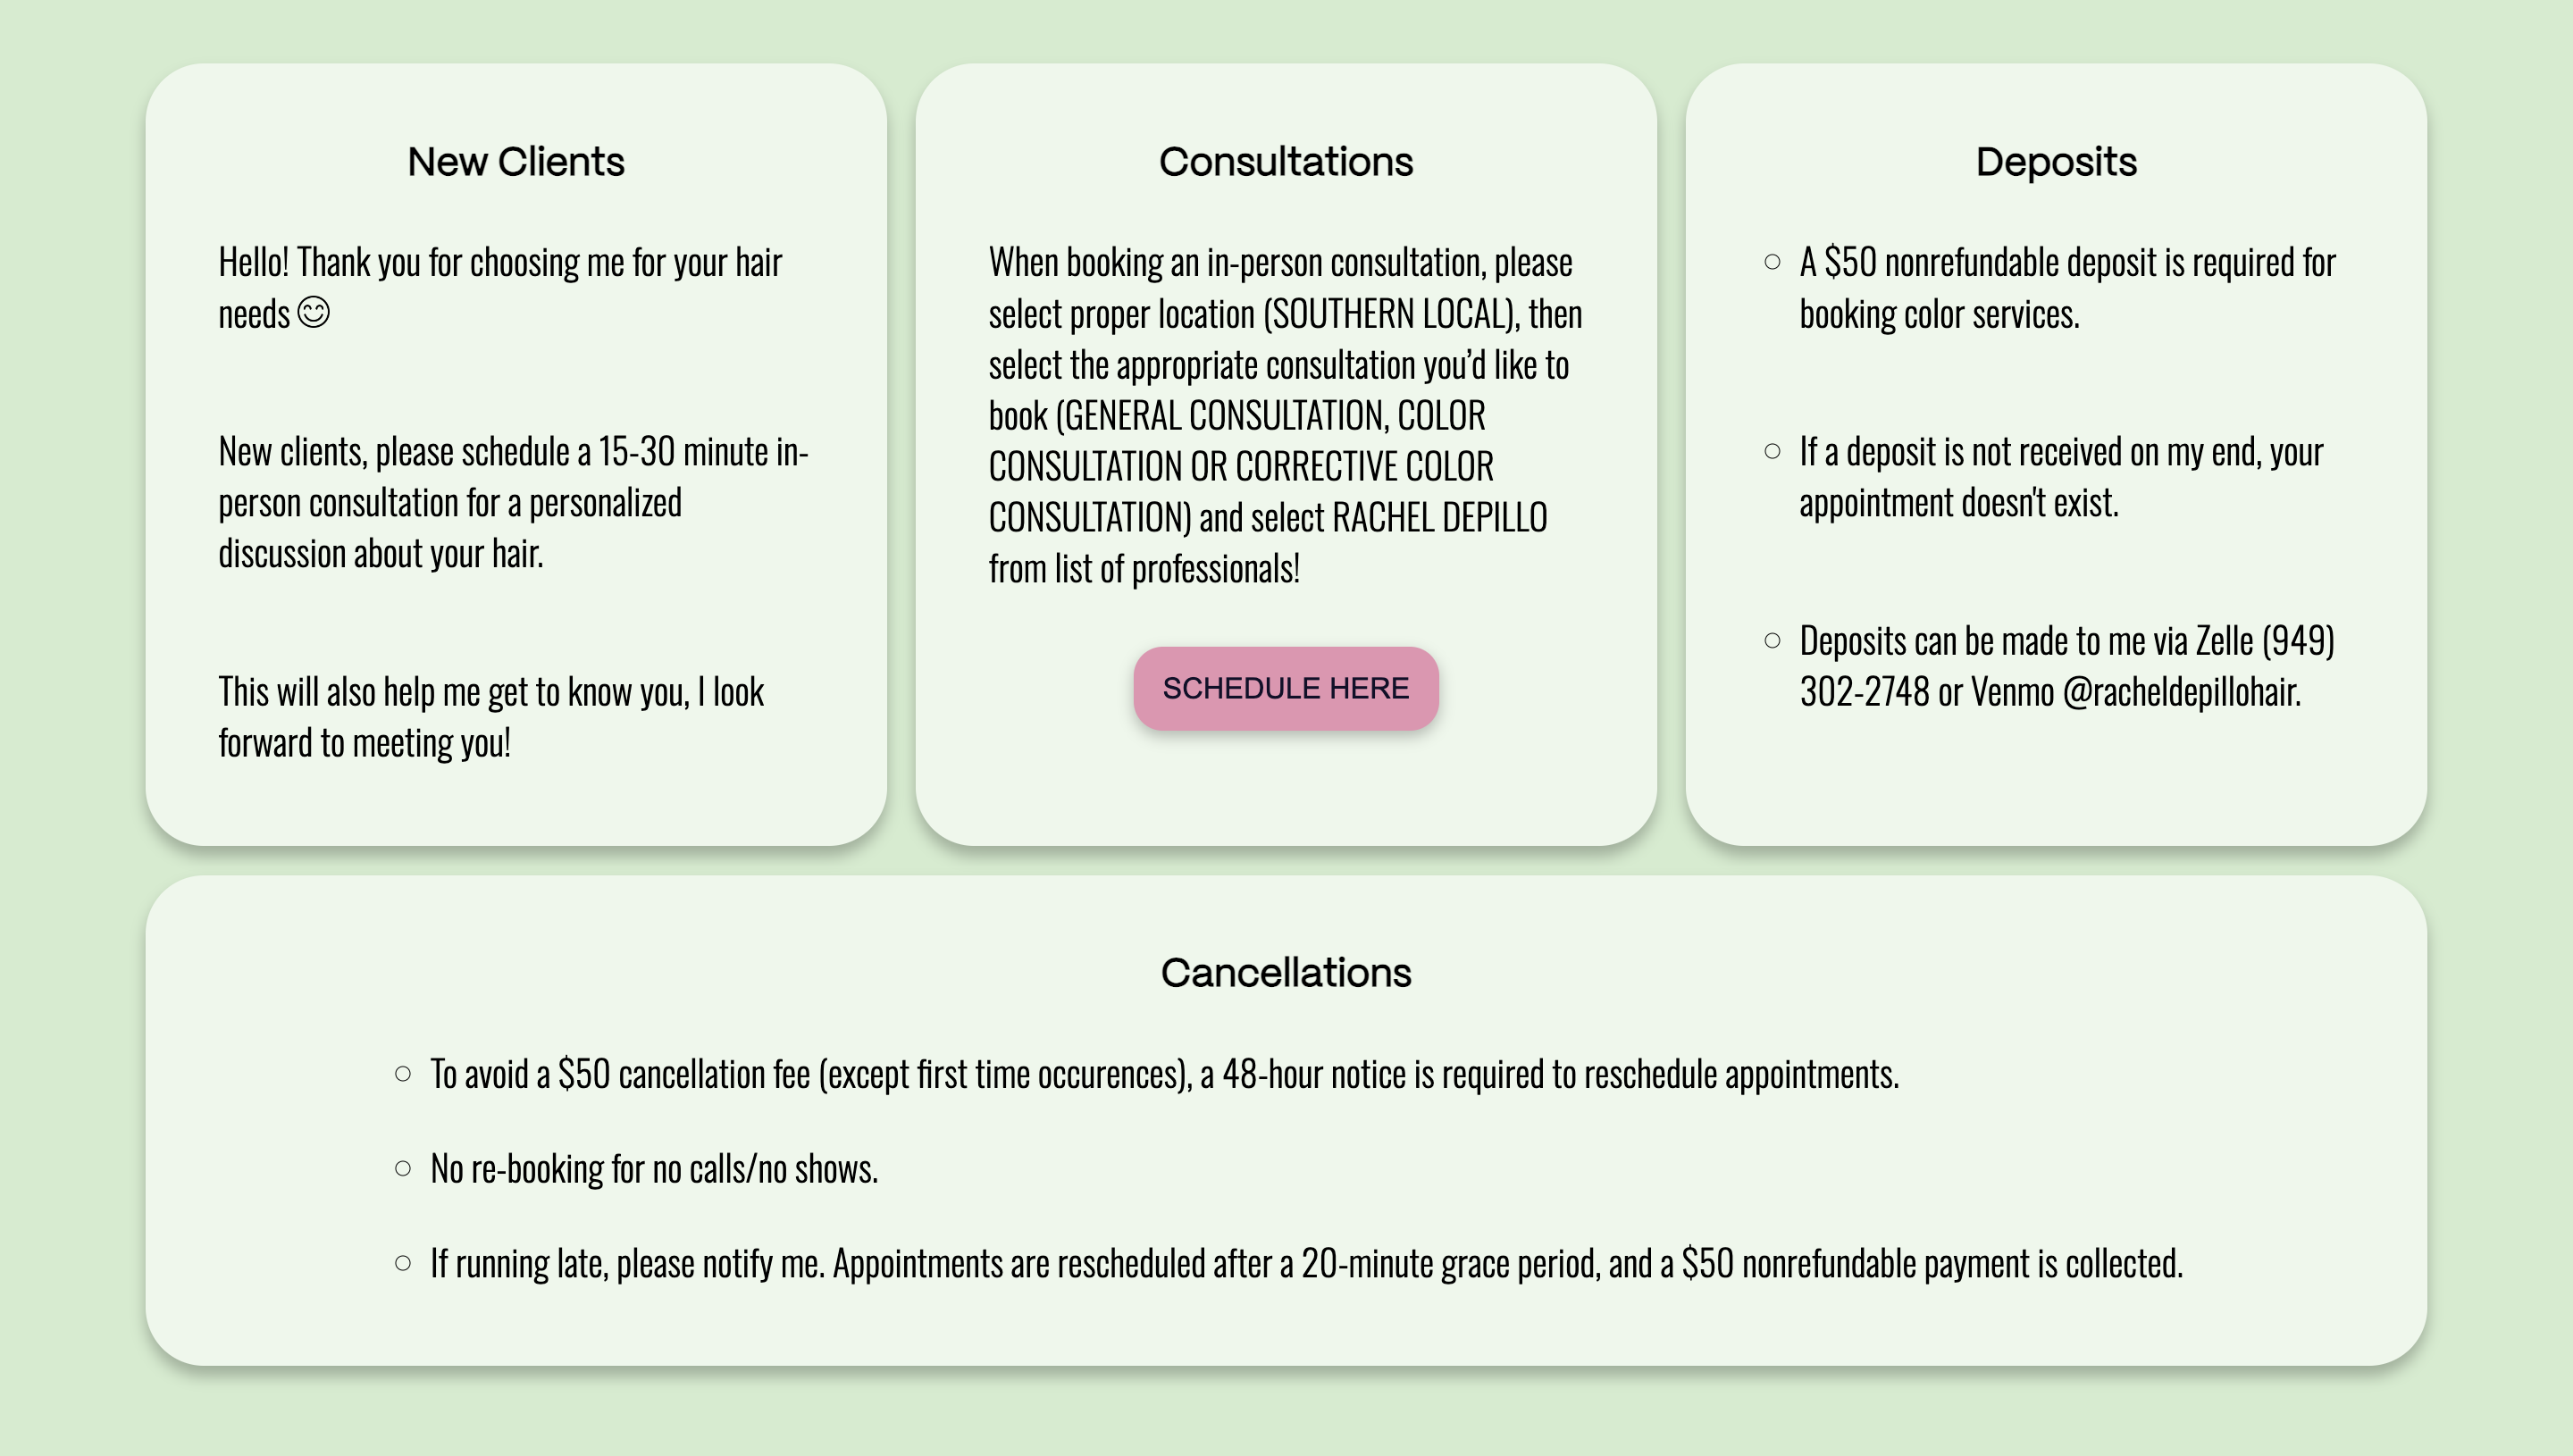 New Clients
Hello! Thank you for choosing me for your hair
needs 😊
New clients, please schedule a 15-30 minute in-
person consultation for a personalized
discussion about your hair.
This will also help me get to know you, I look
forward to meeting you!
Consultations
When booking an in-person consultation, please
select proper location (SOUTHERN LOCAL), then
select the appropriate consultation you’d like to
book (GENERAL CONSULTATION, COLOR
CONSULTATION OR CORRECTIVE COLOR
CONSULTATION) and select RACHEL DEPILLO
from list of professionals!
SCHEDULE HERE
Deposits
A $50 nonrefundable deposit is required for
booking color services.
If a deposit is not received on my end, your
appointment doesn't exist.
Deposits can be made to me via Zelle (949)
302-2748 or Venmo @racheldepillohair.
Cancellations
To avoid a $50 cancellation fee (except first time occurences), a 48-hour notice is required to reschedule appointments.
No re-booking for no calls/no shows.
If running late, please notify me. Appointments are rescheduled after a 20-minute grace period, and a $50 nonrefundable payment is collected.